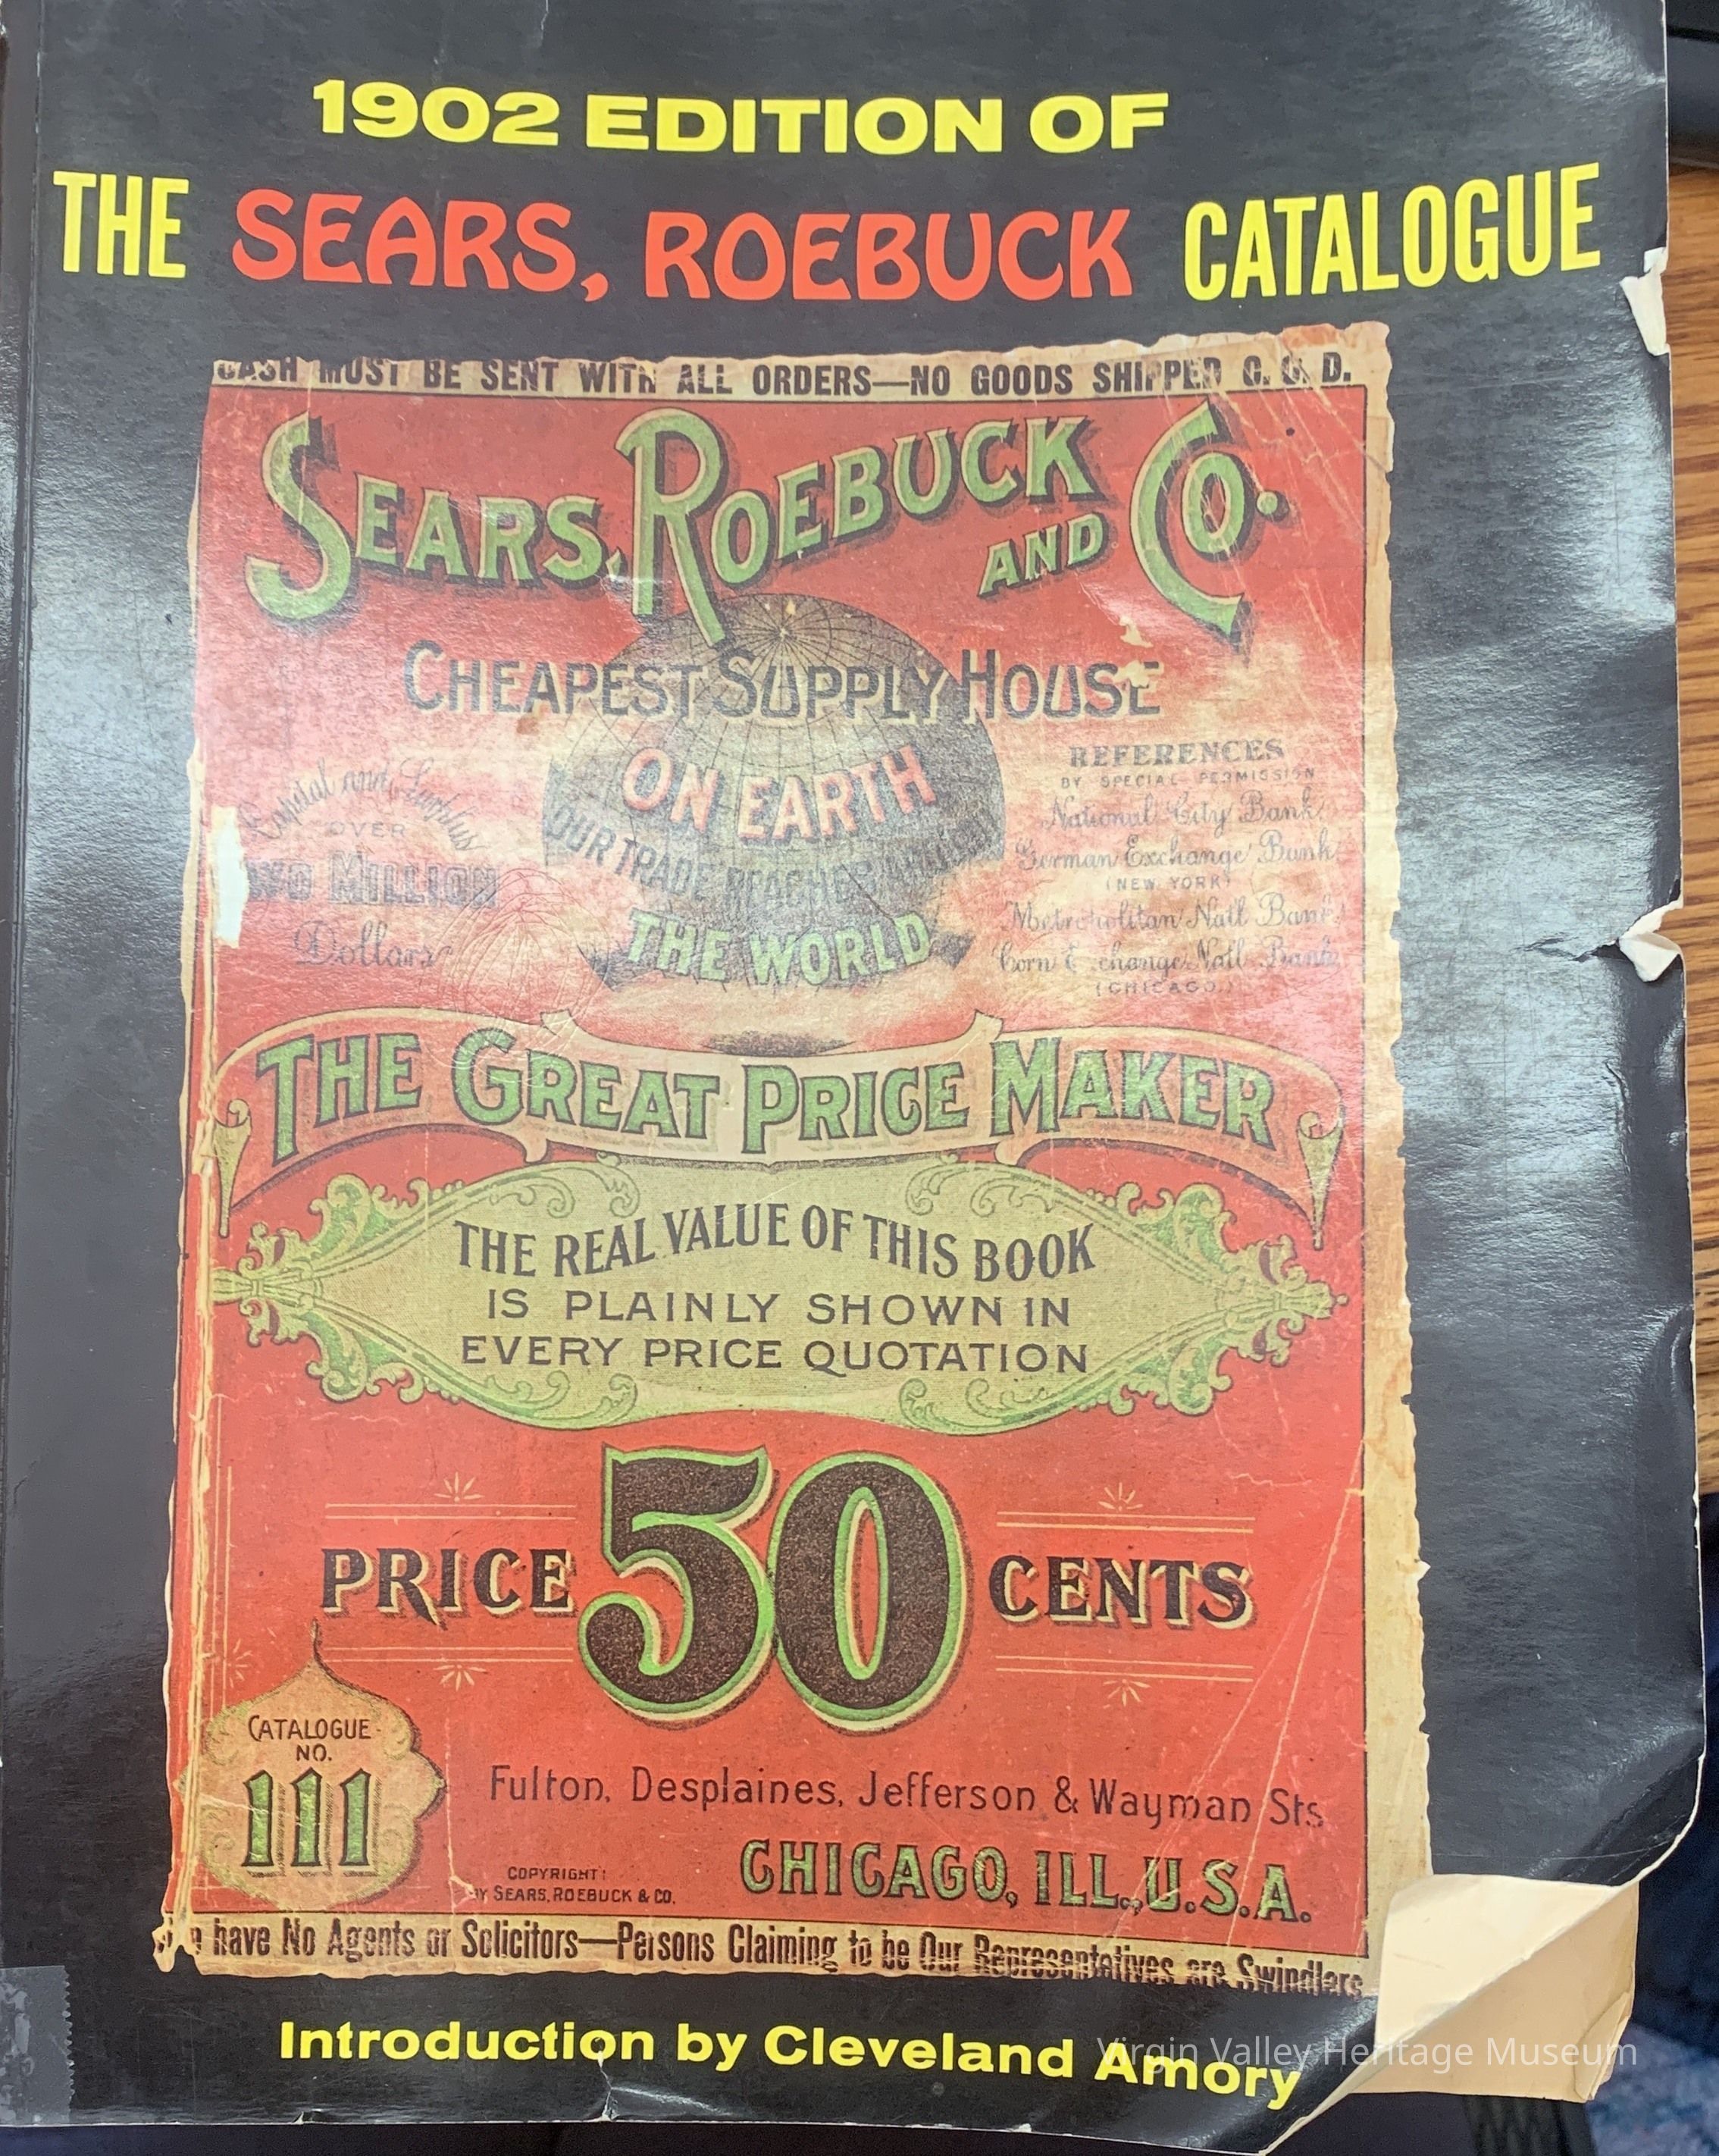 1902 EDITION OF
THE SEARS, ROEBUCK CATALOGUE
CASH MUST BE SENT WITH ALL ORDERS—NO GOODS SHIPPED C. O. D.
SEARS, ROEBUCK AND CO.
CHEAPEST SUPPLY HOUSE
ON EARTH
OUR TRADE REACHES
THE WORLD
Capital and Surplus
OVER
TWO MILLION
Dollars
REFERENCES
BY SPECIAL PERMISSION
National City Bank
German Exchange Bank
(NEW YORK)
Metropolitan Natl Bank
Corn Exchange Natl Bank
(CHICAGO.)
THE GREAT PRICE MAKER
THE REAL VALUE OF THIS BOOK
IS PLAINLY SHOWN IN
EVERY PRICE QUOTATION
PRICE 50 CENTS
CATALOGUE
NO.
111
Fulton, Desplaines, Jefferson & Wayman Sts
CHICAGO, ILL., U.S.A.
COPYRIGHT:
BY SEARS, ROEBUCK & CO.
have No Agents or Solicitors—Persons Claiming to be Our Representatives are Swindlers
Introduction by Cleveland Amory
Virgin Valley Heritage Museum